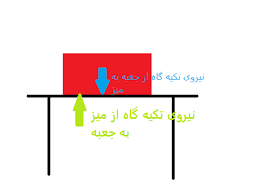 نیروی تکیه گاه از جعبه به
میز
نیروی تکیه گاه از میز
به جعبه